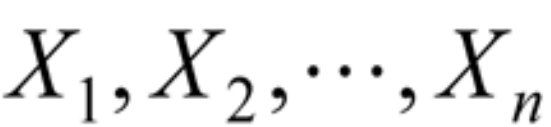 X₁, X₂, ⋯, Xₙ